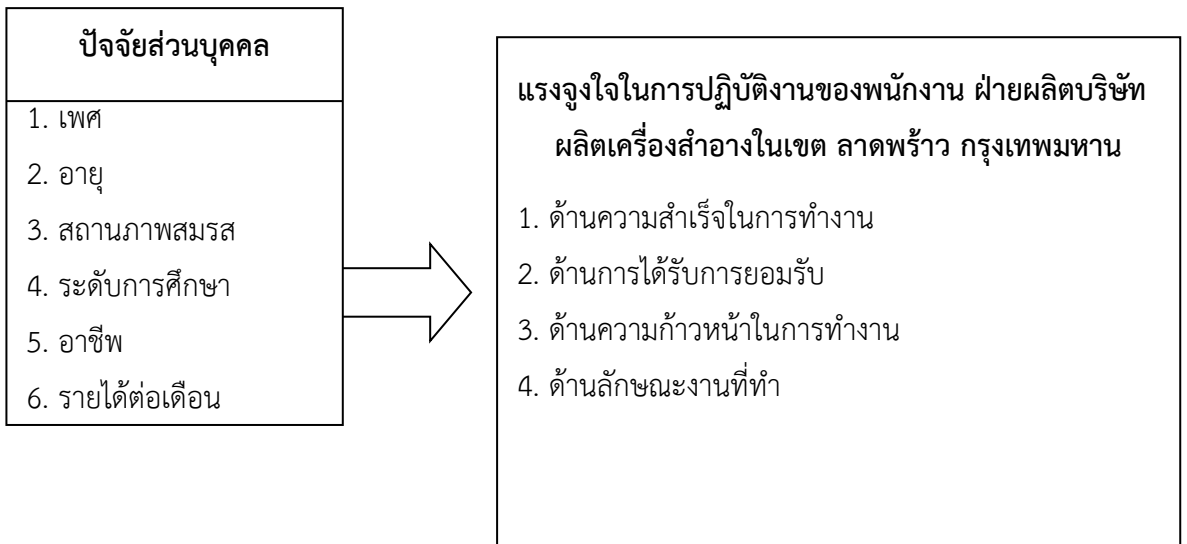 ปัจจัยส่วนบุคคล
1. เพศ
2. อายุ
3. สถานภาพสมรส
4. ระดับการศึกษา
5. อาชีพ
6. รายได้ต่อเดือน
แรงจูงใจในการปฏิบัติงานของพนักงาน ฝ่ายผลิตบริษัท
ผลิตเครื่องสำอางในเขต ลาดพร้าว กรุงเทพมหาน
1. ด้านความสำเร็จในการทำงาน
2. ด้านการได้รับการยอมรับ
3. ด้านความก้าวหน้าในการทำงาน
4. ด้านลักษณะงานที่ทำ